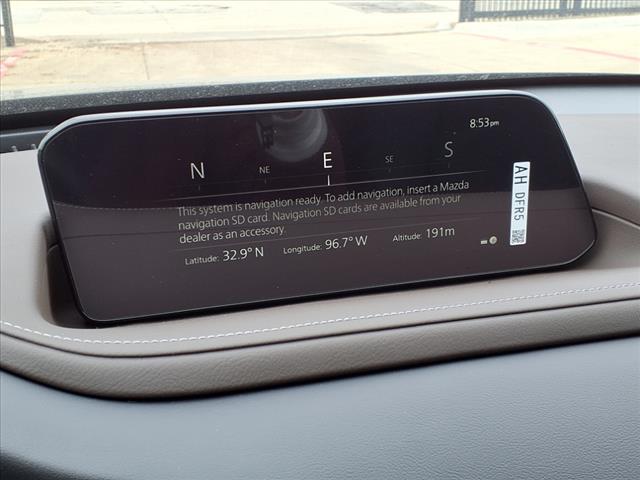 8:53pm
N NE E SE S
This system is navigation ready. To add navigation, insert a Mazda
navigation SD card. Navigation SD cards are available from your
dealer as an accessory.
Latitude: 32.9° N Longitude: 96.7° W Altitude: 191m
AH DFR5